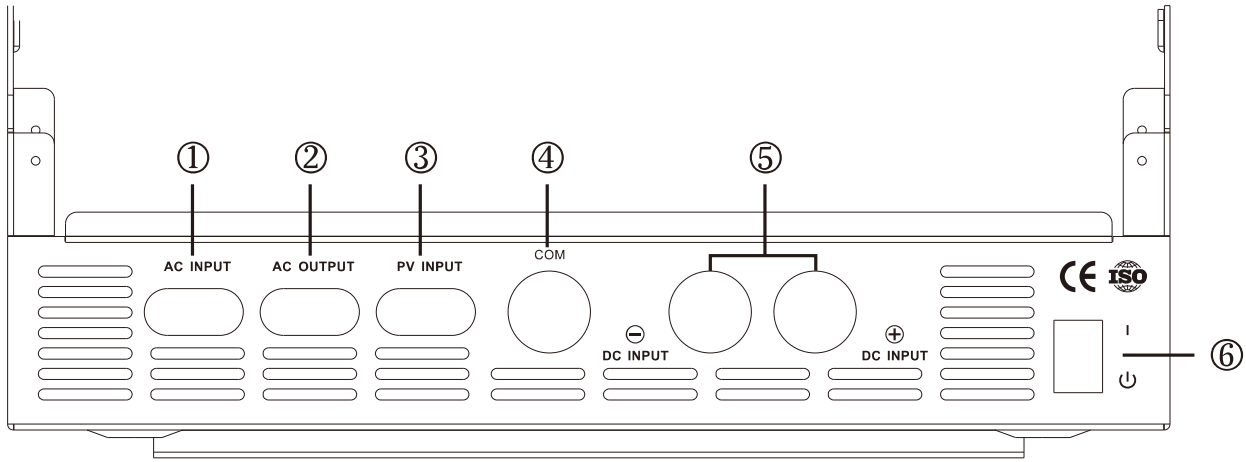 ① ② ③ ④ ⑤
COM
AC INPUT AC OUTPUT PV INPUT
CE ISO
I
⊖ ⊕
DC INPUT DC INPUT
⑥